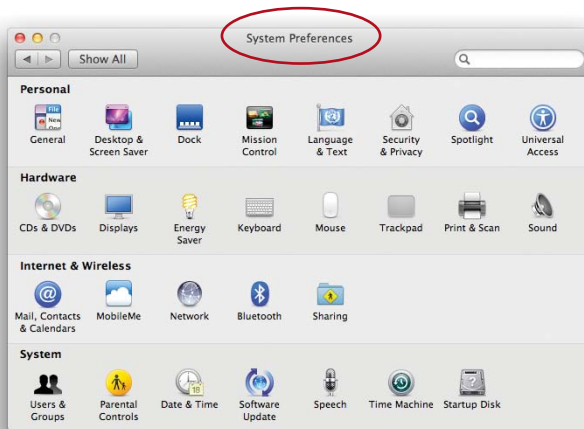 System Preferences
Show All
Personal
General
Desktop & Screen Saver
Dock
Mission Control
Language & Text
Security & Privacy
Spotlight
Universal Access
Hardware
CDs & DVDs
Displays
Energy Saver
Keyboard
Mouse
Trackpad
Print & Scan
Sound
Internet & Wireless
Mail, Contacts & Calendars
MobileMe
Network
Bluetooth
Sharing
System
Users & Groups
Parental Controls
Date & Time
Software Update
Speech
Time Machine
Startup Disk